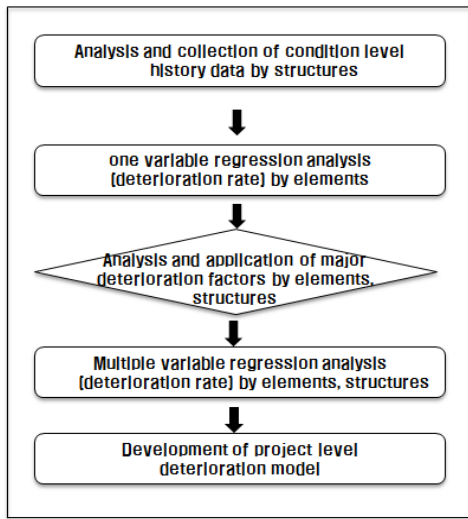 Analysis and collection of condition level
history data by structures
one variable regression analysis
(deterioration rate) by elements
Analysis and application of major
deterioration factors by elements,
structures
Multiple variable regression analysis
(deterioration rate) by elements, structures
Development of project level
deterioration model